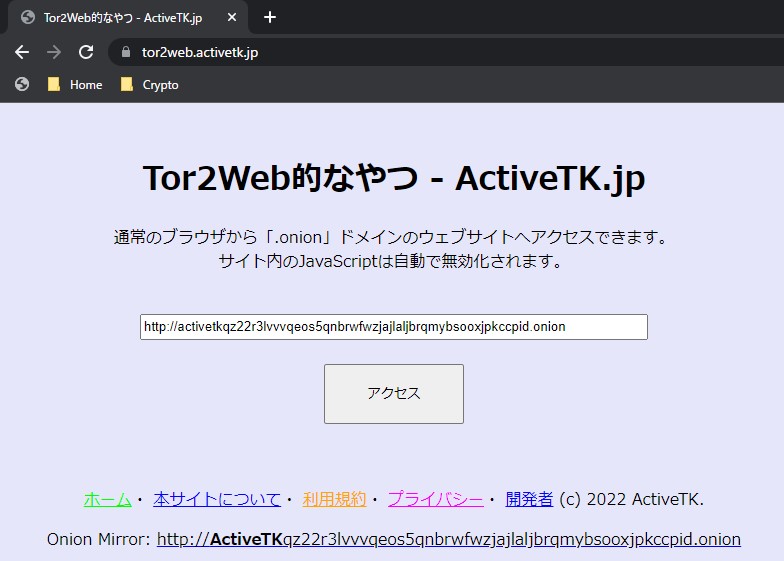 Tor2Web的なやつ - ActiveTK.jp
tor2web.activetk.jp
Home Crypto
Tor2Web的なやつ - ActiveTK.jp
通常のブラウザから「.onion」ドメインのウェブサイトへアクセスできます。
サイト内のJavaScriptは自動で無効化されます。
http://activetkqz22r3lvvvqeos5qnbrwfwzjajlaljbrqmybsooxjpkccpid.onion
アクセス
ホーム・ 本サイトについて・ 利用規約・ プライバシー・ 開発者 (c) 2022 ActiveTK.
Onion Mirror: http://ActiveTKqz22r3lvvvqeos5qnbrwfwzjajlaljbrqmybsooxjpkccpid.onion